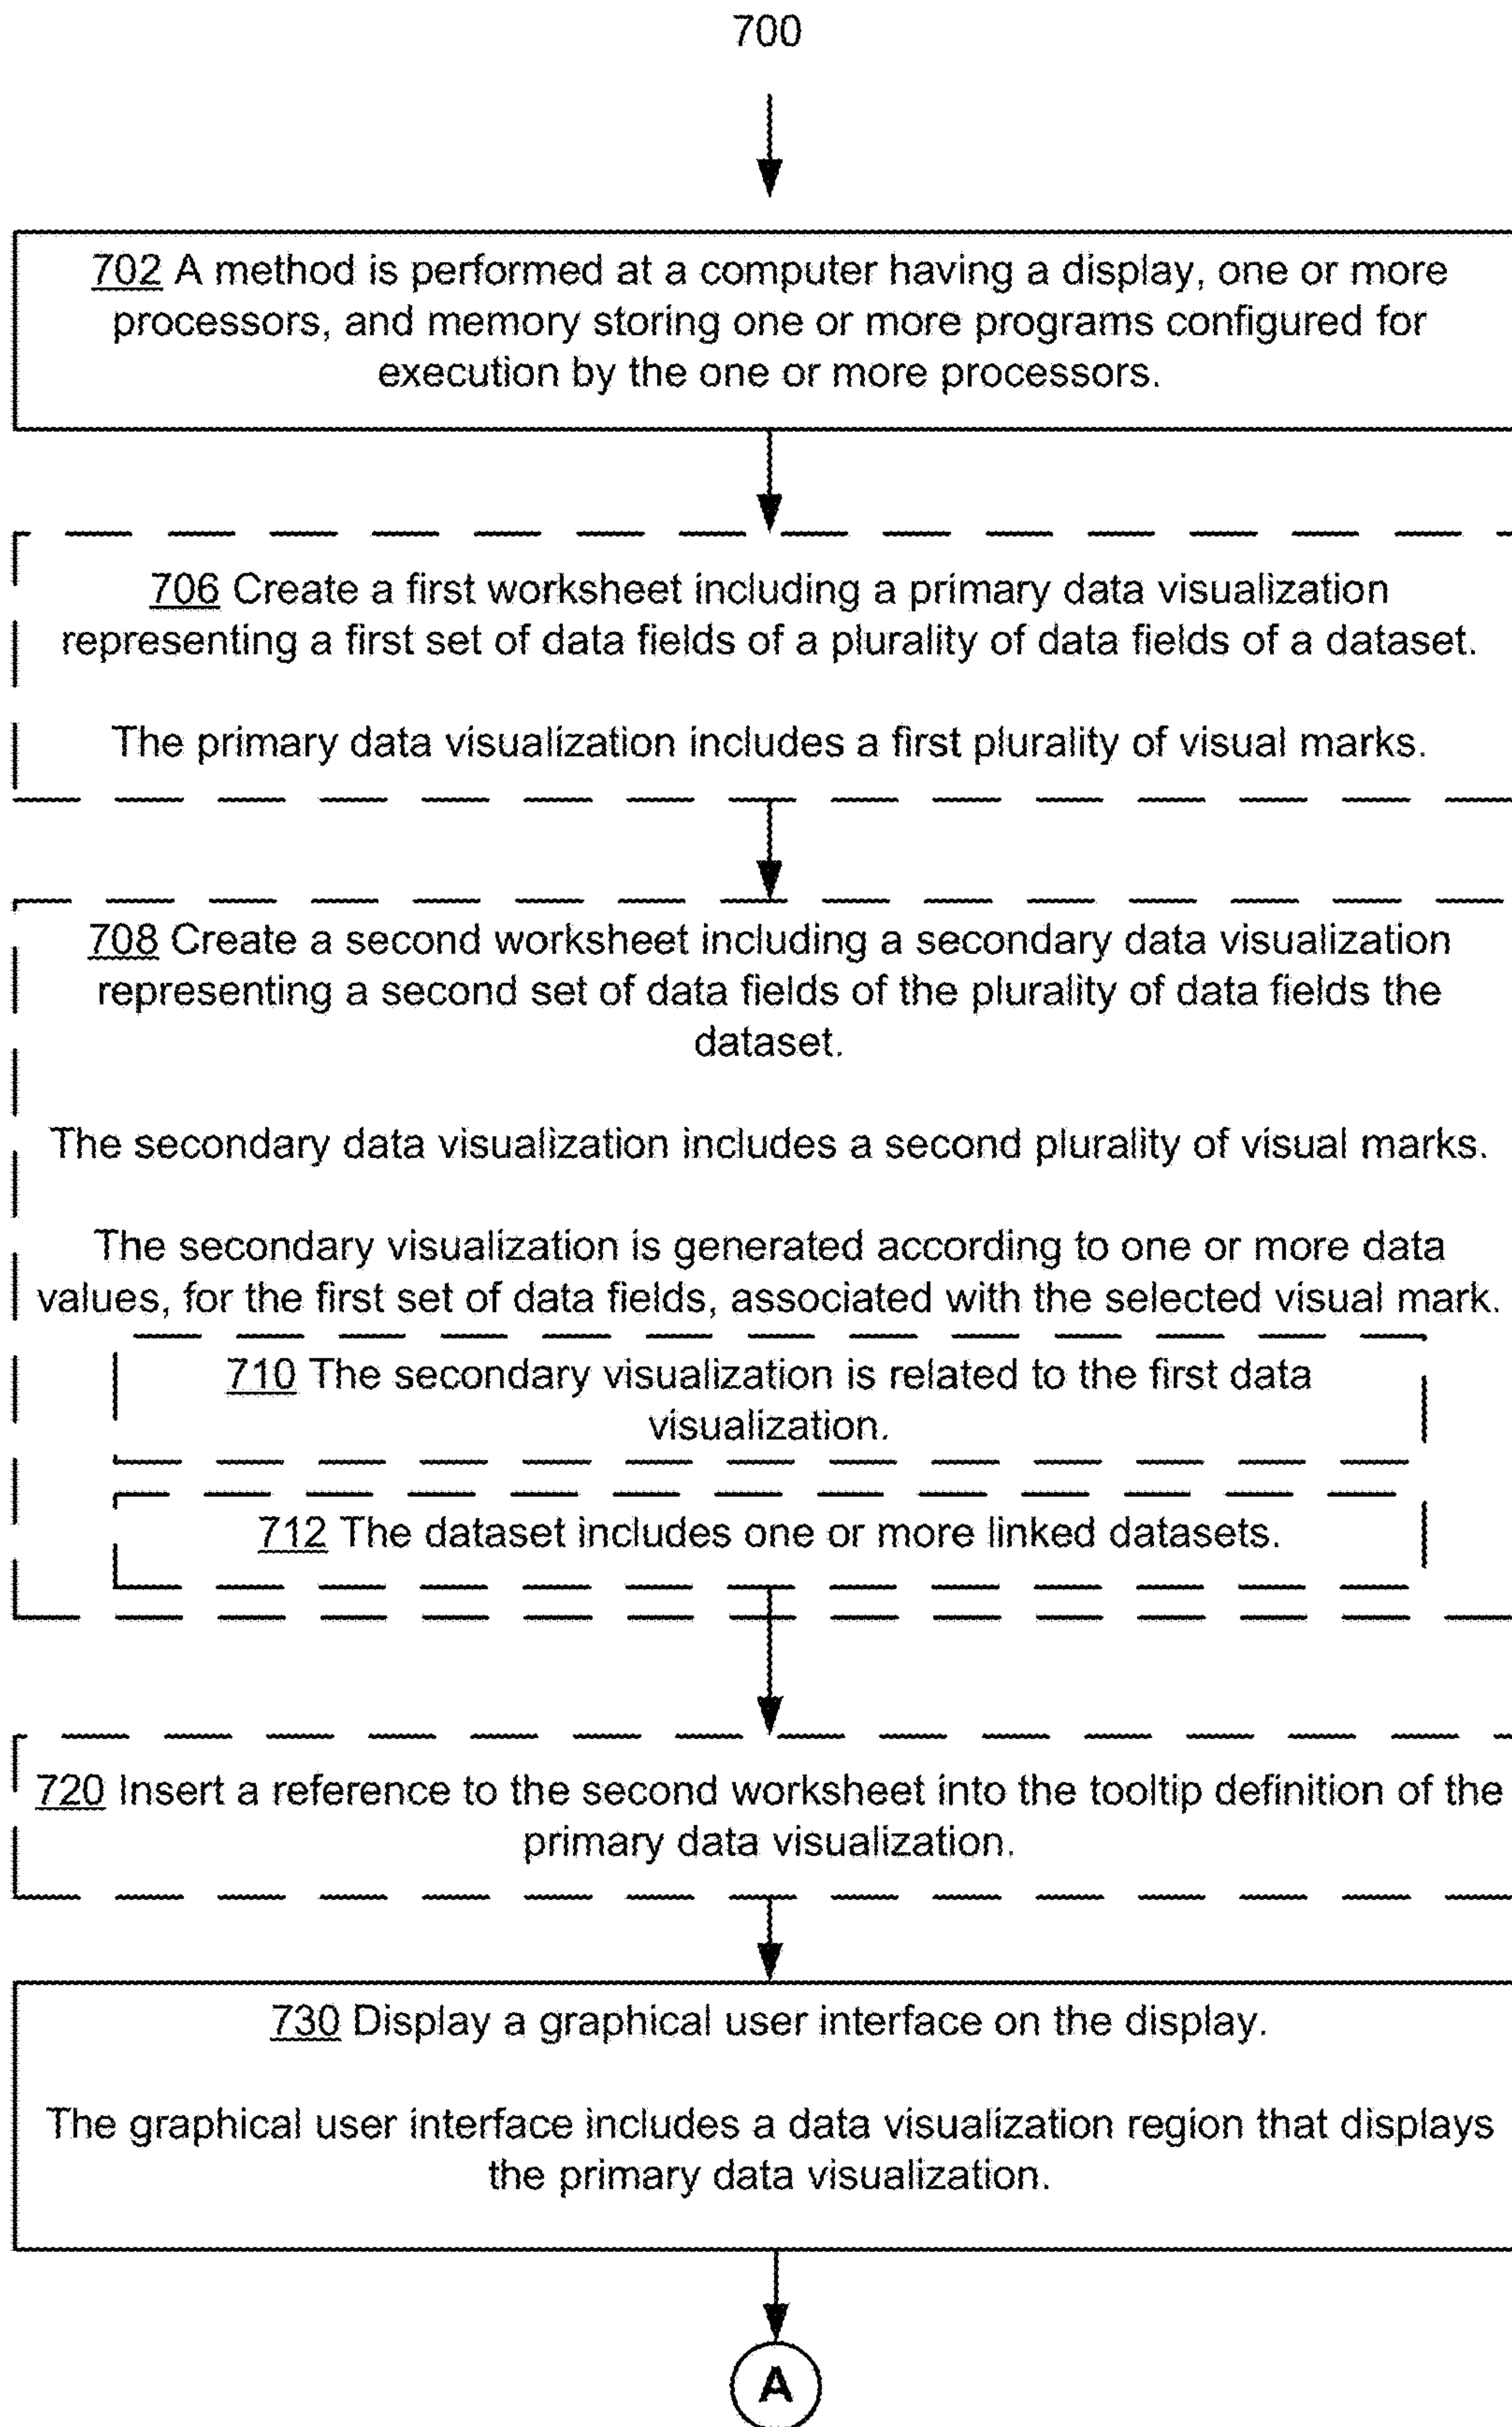 700
702 A method is performed at a computer having a display, one or more
processors, and memory storing one or more programs configured for
execution by the one or more processors.
706 Create a first worksheet including a primary data visualization
representing a first set of data fields of a plurality of data fields of a dataset.
The primary data visualization includes a first plurality of visual marks.
708 Create a second worksheet including a secondary data visualization
representing a second set of data fields of the plurality of data fields the
dataset.
The secondary data visualization includes a second plurality of visual marks.
The secondary visualization is generated according to one or more data
values, for the first set of data fields, associated with the selected visual mark.
710 The secondary visualization is related to the first data
visualization.
712 The dataset includes one or more linked datasets.
720 Insert a reference to the second worksheet into the tooltip definition of the
primary data visualization.
730 Display a graphical user interface on the display.
The graphical user interface includes a data visualization region that displays
the primary data visualization.
A